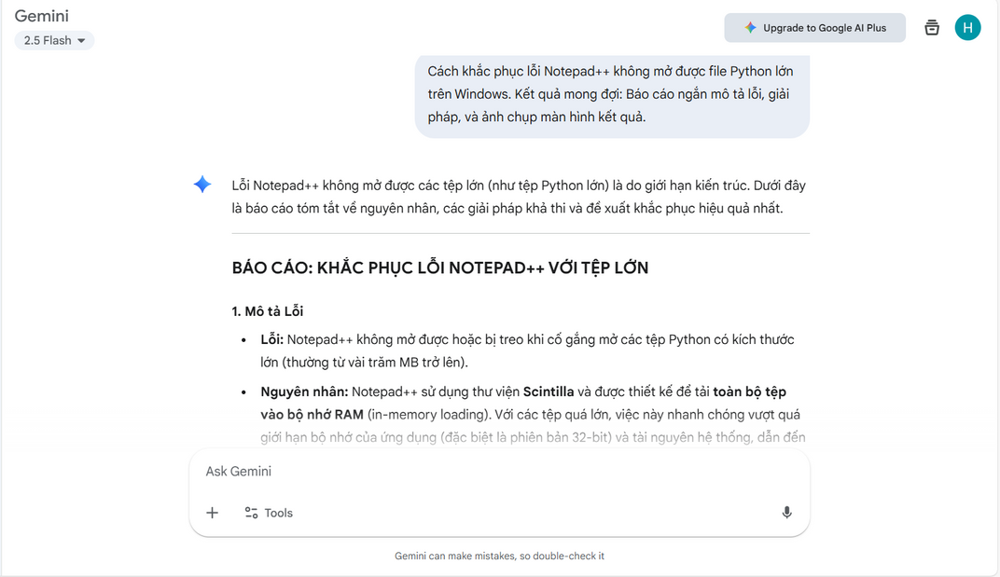 Gemini
2.5 Flash
Upgrade to Google AI Plus
H
Cách khắc phục lỗi Notepad++ không mở được file Python lớn
trên Windows. Kết quả mong đợi: Báo cáo ngắn mô tả lỗi, giải
pháp, và ảnh chụp màn hình kết quả.
Lỗi Notepad++ không mở được các tệp lớn (như tệp Python lớn) là do giới hạn kiến trúc. Dưới đây
là báo cáo tóm tắt về nguyên nhân, các giải pháp khả thi và đề xuất khắc phục hiệu quả nhất.
BÁO CÁO: KHẮC PHỤC LỖI NOTEPAD++ VỚI TỆP LỚN
1. Mô tả Lỗi
• Lỗi: Notepad++ không mở được hoặc bị treo khi cố gắng mở các tệp Python có kích thước
lớn (thường từ vài trăm MB trở lên).
• Nguyên nhân: Notepad++ sử dụng thư viện Scintilla và được thiết kế để tải toàn bộ tệp
vào bộ nhớ RAM (in-memory loading). Với các tệp quá lớn, việc này nhanh chóng vượt quá
giới hạn bộ nhớ của ứng dụng (đặc biệt là phiên bản 32-bit) và tài nguyên hệ thống, dẫn đến
Ask Gemini
Tools
Gemini can make mistakes, so double-check it